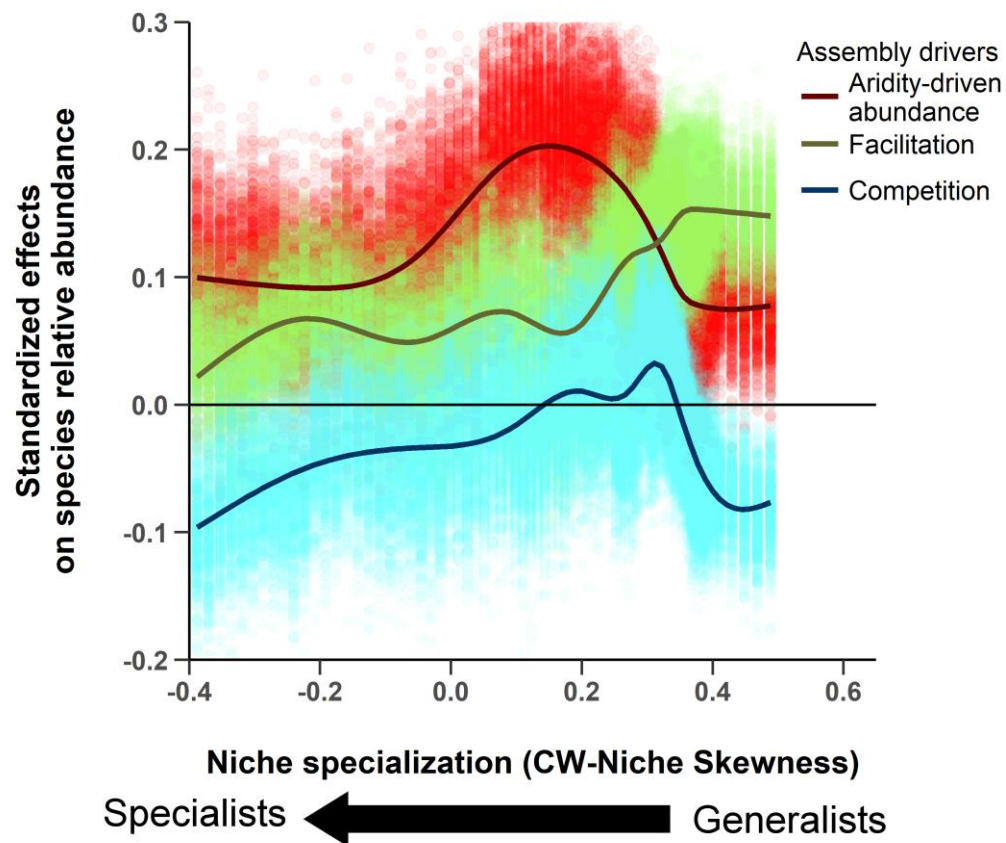 Standardized effects
on species relative abundance
0.3
0.2
0.1
0.0
-0.1
-0.2
-0.4
-0.2
0.0
0.2
0.4
0.6
Assembly drivers
Aridity-driven
abundance
Facilitation
Competition
Niche specialization (CW-Niche Skewness)
Specialists
Generalists